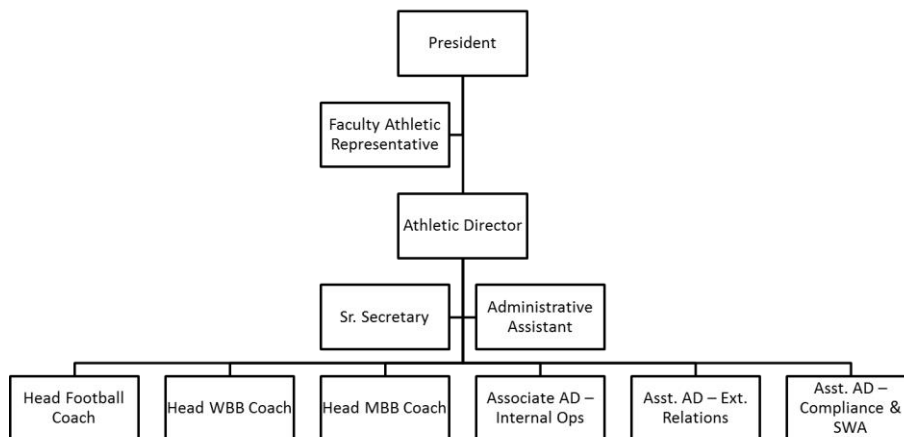 President
Faculty Athletic
Representative
Athletic Director
Sr. Secretary
Administrative
Assistant
Head Football
Coach
Head WBB Coach
Head MBB Coach
Associate AD –
Internal Ops
Asst. AD – Ext.
Relations
Asst. AD –
Compliance &
SWA